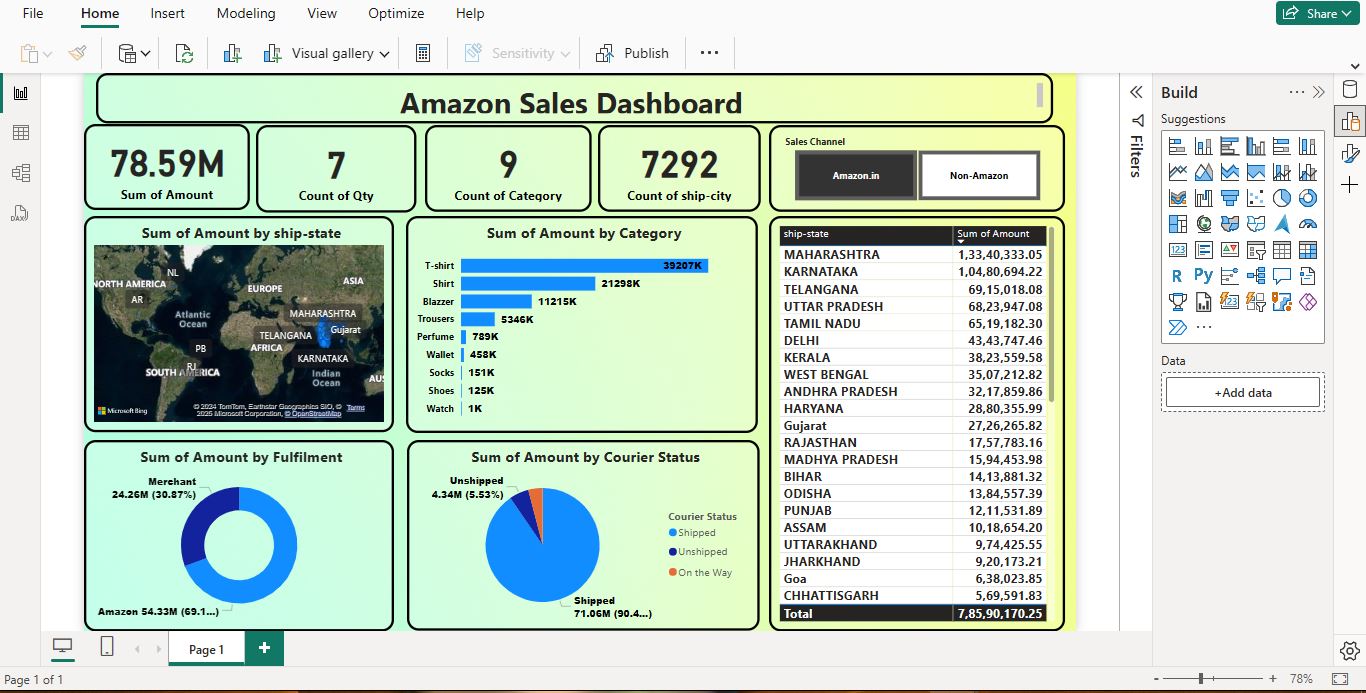 File Home Insert Modeling View Optimize Help
Share
Visual gallery Sensitivity Publish
Amazon Sales Dashboard
78.59M
Sum of Amount
7
Count of Qty
9
Count of Category
7292
Count of ship-city
Sales Channel
Amazon.in Non-Amazon
Sum of Amount by ship-state
NL
NORTH AMERICA
AR
EUROPE
ASIA
MAHARASHTRA
Atlantic
Ocean
TELANGANA
Gujarat
AFRICA
PB
KARNATAKA
RJ
SOUTH AMERICA
Indian
Ocean
AUS
Microsoft Bing
© 2024 TomTom, Earthstar Geographics SIO, ©
2025 Microsoft Corporation, © OpenStreetMap Terms
Sum of Amount by Category
T-shirt 39207K
Shirt 21298K
Blazzer 11215K
Trousers 5346K
Perfume 789K
Wallet 458K
Socks 151K
Shoes 125K
Watch 1K
ship-state Sum of Amount
MAHARASHTRA 1,33,40,333.05
KARNATAKA 1,04,80,694.22
TELANGANA 69,15,018.08
UTTAR PRADESH 68,23,947.08
TAMIL NADU 65,19,182.30
DELHI 43,43,747.46
KERALA 38,23,559.58
WEST BENGAL 35,07,212.82
ANDHRA PRADESH 32,17,859.86
HARYANA 28,80,355.99
Gujarat 27,26,265.82
RAJASTHAN 17,57,783.16
MADHYA PRADESH 15,94,453.98
BIHAR 14,13,881.32
ODISHA 13,84,557.39
PUNJAB 12,11,531.89
ASSAM 10,18,654.20
UTTARAKHAND 9,74,425.55
JHARKHAND 9,20,173.21
Goa 6,38,023.85
CHHATTISGARH 5,69,591.83
Total 7,85,90,170.25
Sum of Amount by Fulfilment
Merchant
24.26M (30.87%)
Amazon 54.33M (69.1...)
Sum of Amount by Courier Status
Unshipped
4.34M (5.53%)
Shipped
71.06M (90.4...)
Courier Status
Shipped
Unshipped
On the Way
Filters
Build
Suggestions
123
R Py
123
Data
+Add data
DAX
Page 1
Page 1 of 1
- + 78%